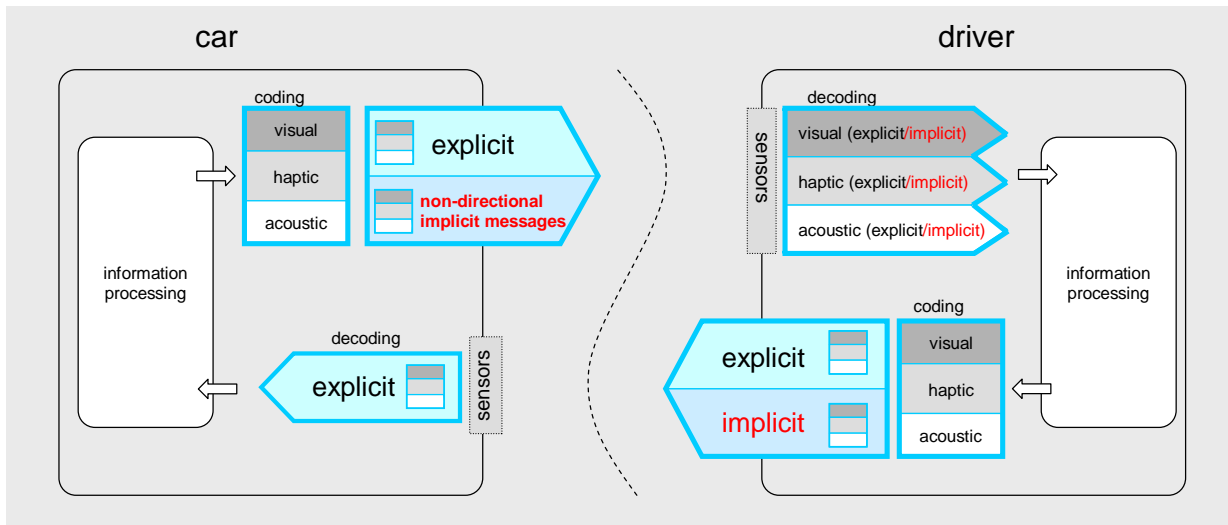 car
coding
visual
haptic
acoustic
explicit
non-directional
implicit messages
information
processing
decoding
explicit
sensors
driver
decoding
sensors
visual (explicit/implicit)
haptic (explicit/implicit)
acoustic (explicit/implicit)
information
processing
coding
explicit
implicit
visual
haptic
acoustic